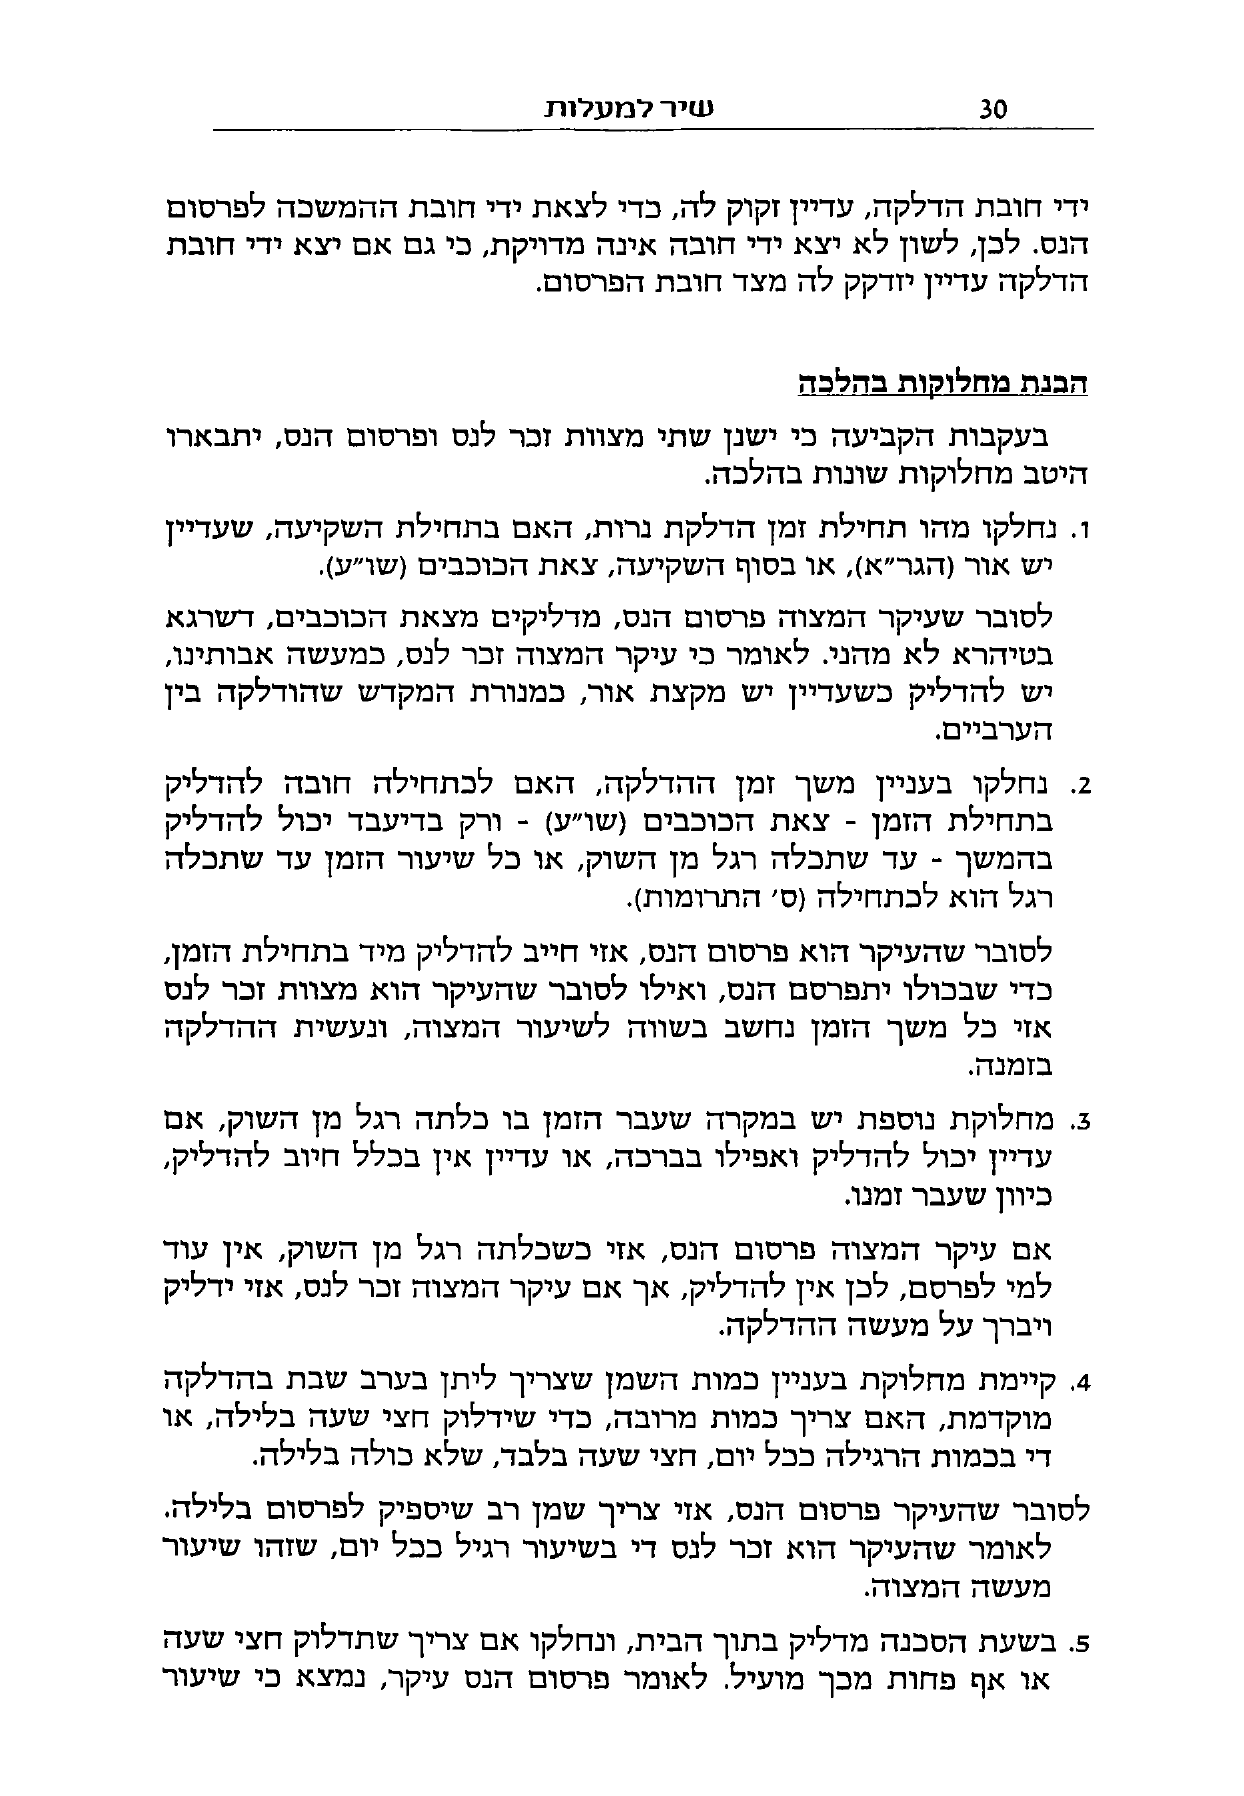 30 שיר למעלות
ידי חובת הדלקה, עדיין זקוק לה, כדי לצאת ידי חובת ההמשכה לפרסום
הנס. לכן, לשון לא יצא ידי חובה אינה מדויקת, כי גם אם יצא ידי חובת
הדלקה עדיין יזדקק לה מצד חובת הפרסום.
הבנת מחלוקות בהלכה
בעקבות הקביעה כי ישנן שתי מצוות זכר לנס ופרסום הנס, יתבארו
היטב מחלוקות שונות בהלכה.
1. נחלקו מהו תחילת זמן הדלקת נרות, האם בתחילת השקיעה, שעדיין
יש אור (הגר"א), או בסוף השקיעה, צאת הכוכבים (שו"ע).
לסובר שעיקר המצוה פרסום הנס, מדליקים מצאת הכוכבים, דשרגא
בטיהרא לא מהני. לאומר כי עיקר המצוה זכר לנס, כמעשה אבותינו,
יש להדליק כשעדיין יש מקצת אור, כמנורת המקדש שהודלקה בין
הערביים.
2. נחלקו בעניין משך זמן ההדלקה, האם לכתחילה חובה להדליק
בתחילת הזמן - צאת הכוכבים (שו"ע) - ורק בדיעבד יכול להדליק
בהמשך - עד שתכלה רגל מן השוק, או כל שיעור הזמן עד שתכלה
רגל הוא לכתחילה (ס' התרומות).
לסובר שהעיקר הוא פרסום הנס, אזי חייב להדליק מיד בתחילת הזמן,
כדי שבכולו יתפרסם הנס, ואילו לסובר שהעיקר הוא מצוות זכר לנס
אזי כל משך הזמן נחשב בשווה לשיעור המצוה, ונעשית ההדלקה
בזמנה.
3. מחלוקת נוספת יש במקרה שעבר הזמן בו כלתה רגל מן השוק, אם
עדיין יכול להדליק ואפילו בברכה, או עדיין אין בכלל חיוב להדליק,
כיוון שעבר זמנו.
אם עיקר המצוה פרסום הנס, אזי כשכלתה רגל מן השוק, אין עוד
למי לפרסם, לכן אין להדליק, אך אם עיקר המצוה זכר לנס, אזי ידליק
ויברך על מעשה ההדלקה.
4. קיימת מחלוקת בעניין כמות השמן שצריך ליתן בערב שבת בהדלקה
מוקדמת, האם צריך כמות מרובה, כדי שידלוק חצי שעה בלילה, או
די בכמות הרגילה ככל יום, חצי שעה בלבד, שלא כולה בלילה.
לסובר שהעיקר פרסום הנס, אזי צריך שמן רב שיספיק לפרסום בלילה.
לאומר שהעיקר הוא זכר לנס די בשיעור רגיל ככל יום, שזהו שיעור
מעשה המצוה.
5. בשעת הסכנה מדליק בתוך הבית, ונחלקו אם צריך שתדלוק חצי שעה
או אף פחות מכך מועיל. לאומר פרסום הנס עיקר, נמצא כי שיעור